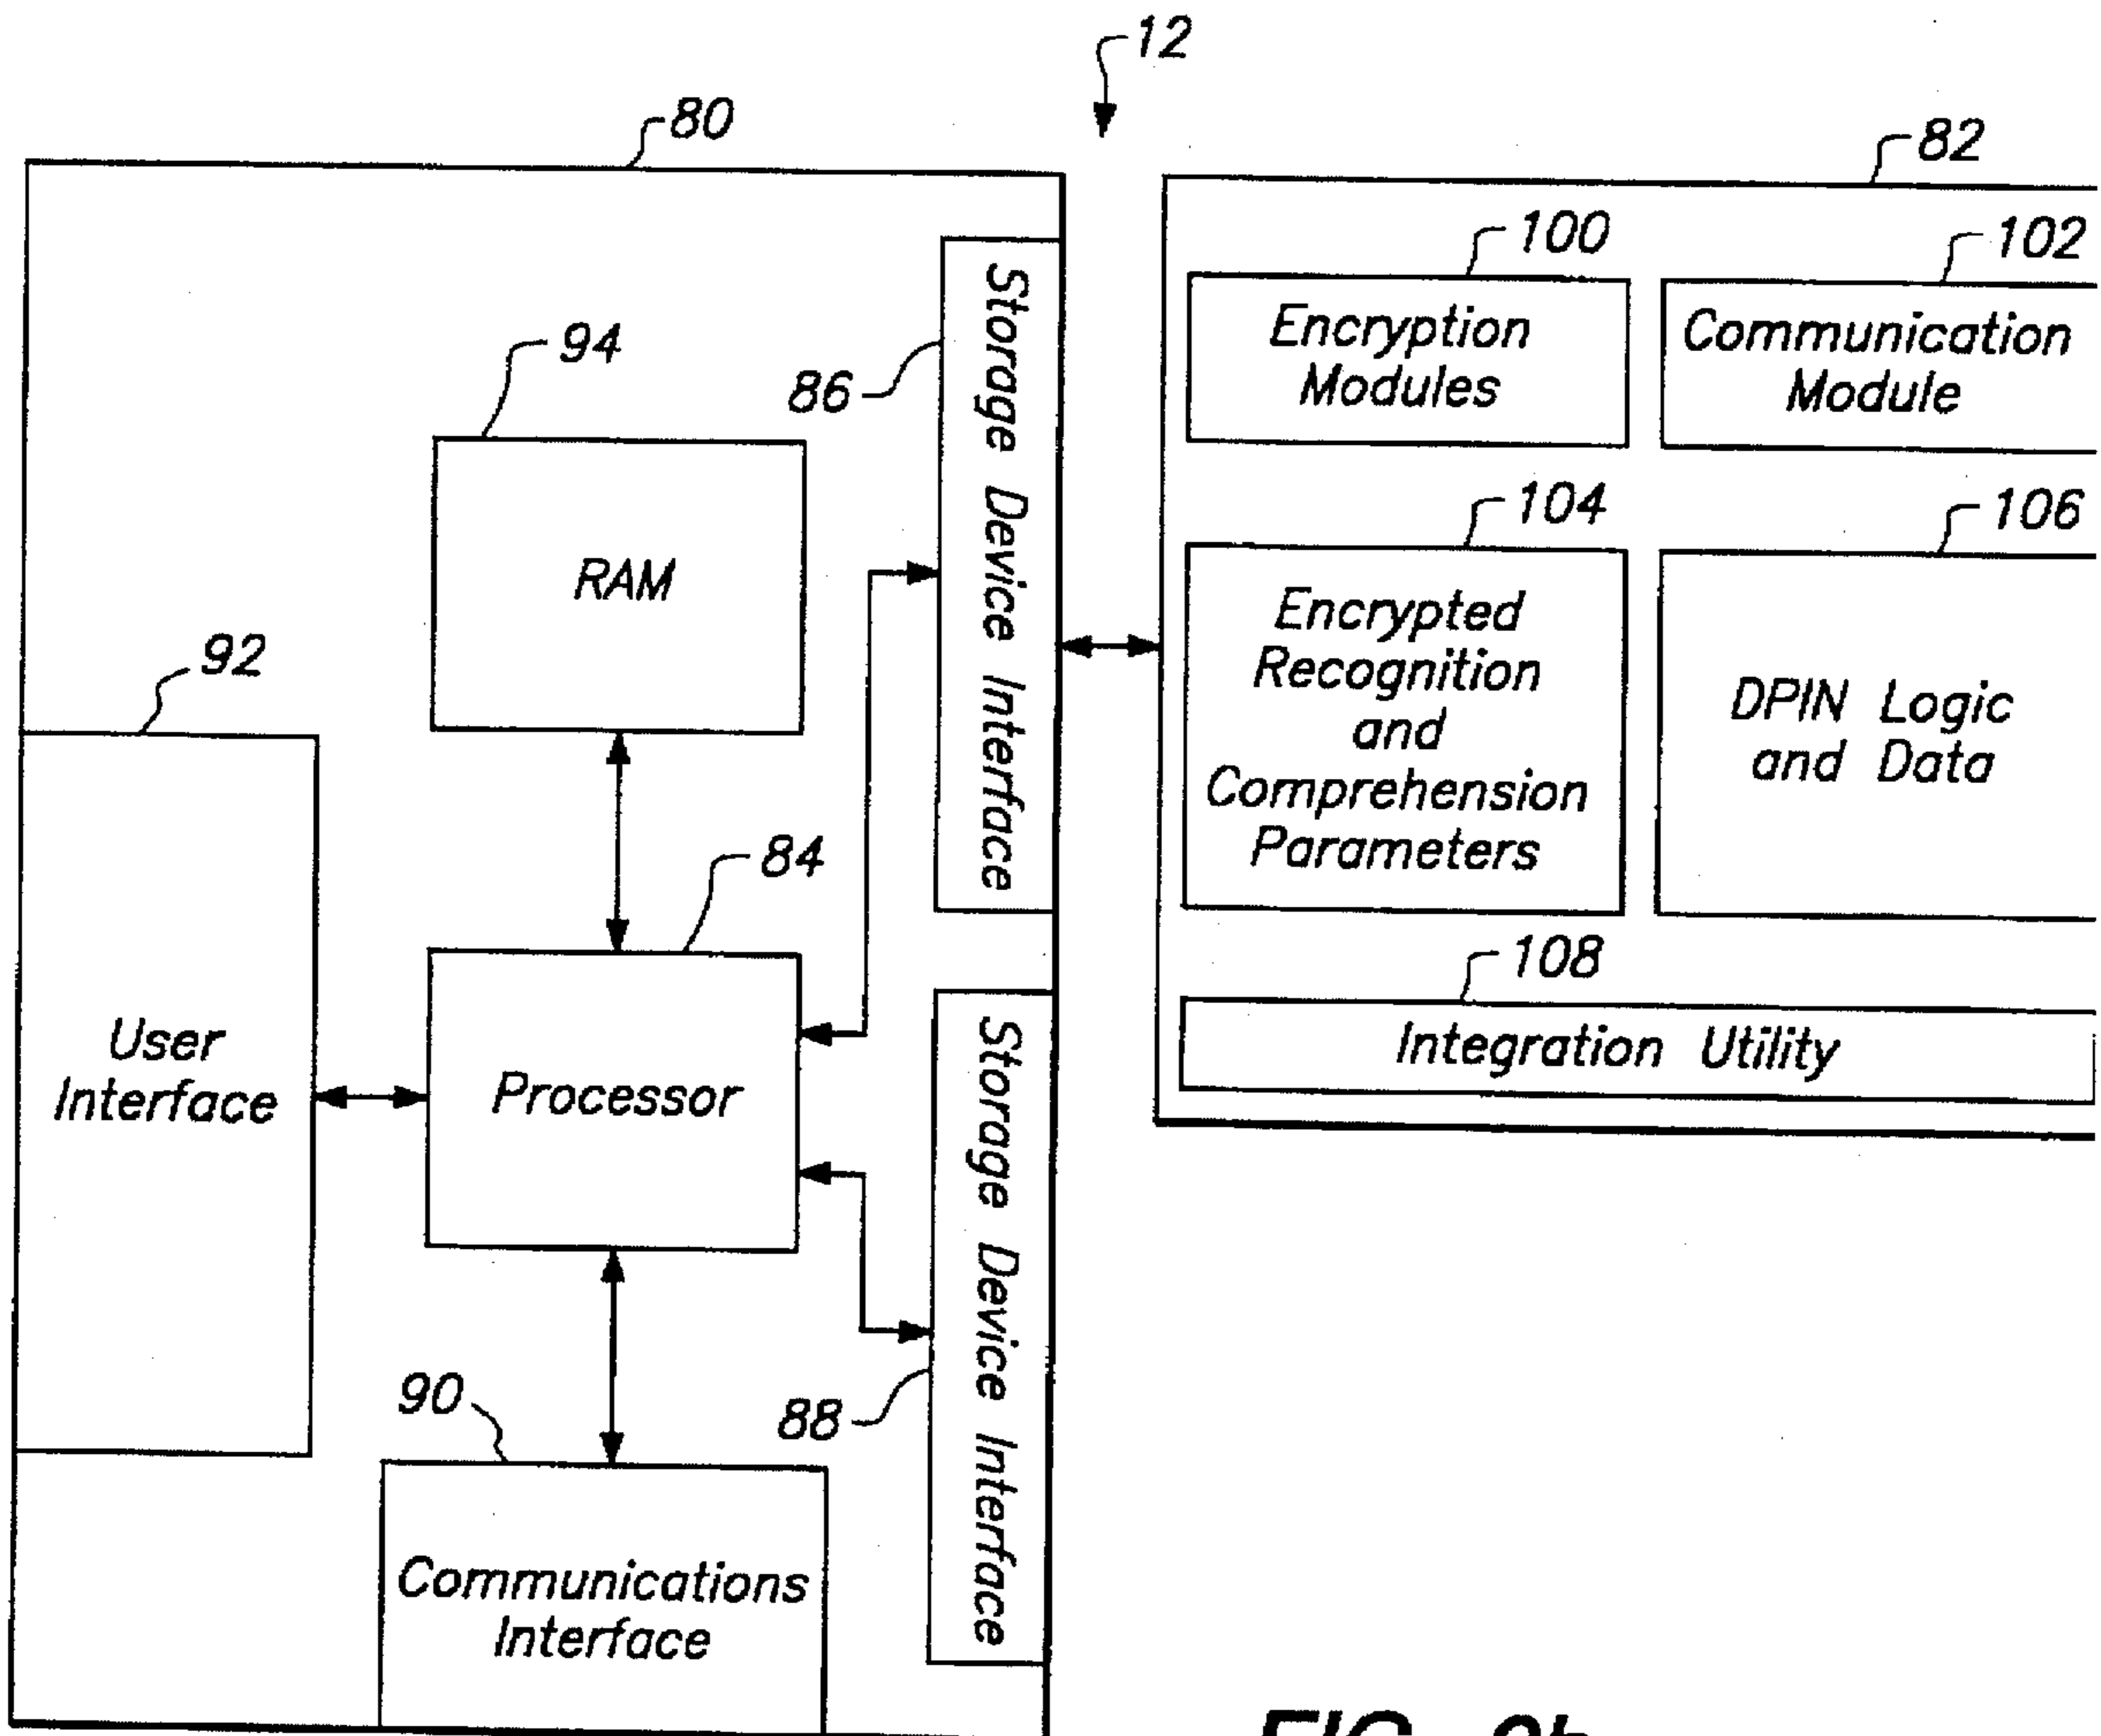 12
80
82
100
102
Encryption
Modules
Communication
Module
94
86
Storage Device Interface
RAM
104
106
Encrypted
Recognition
and
Comprehension
Parameters
DPIN Logic
and Data
92
84
108
Integration Utility
User
Interface
Processor
Storage Device Interface
90
88
Communications
Interface